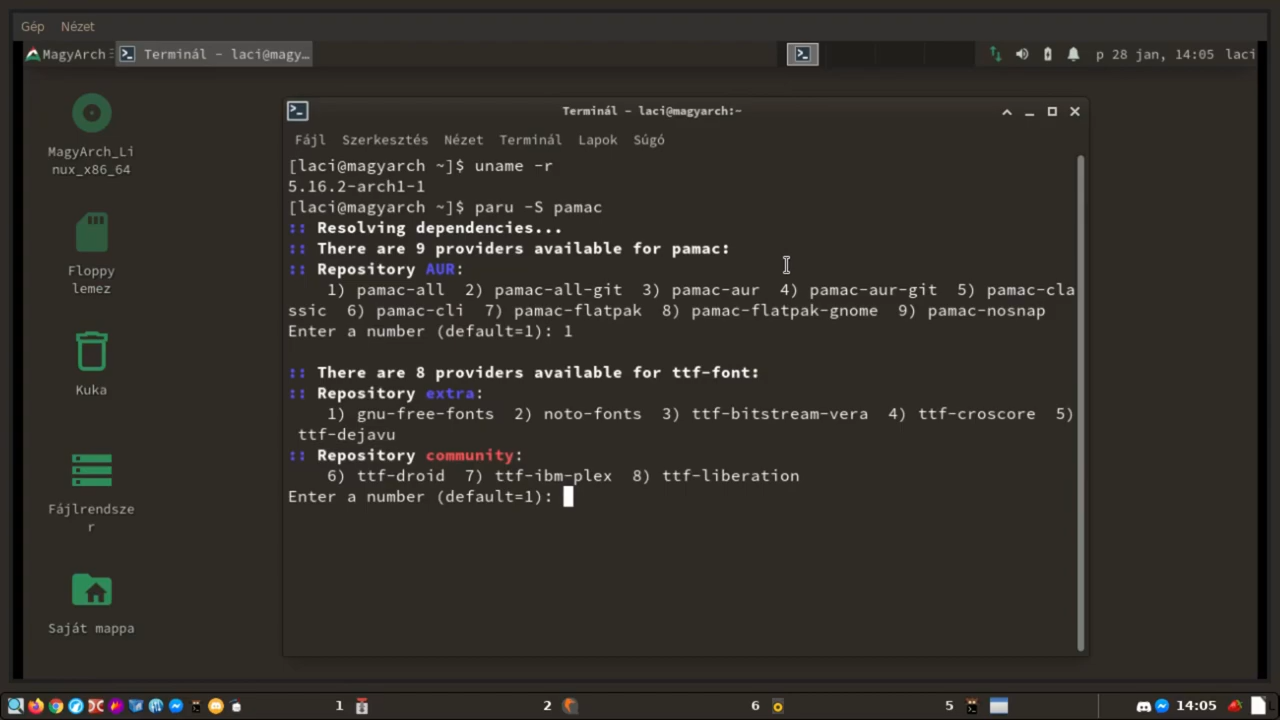 Gép Nézet
MagyArch Terminál - laci@magy… p 28 jan, 14:05 laci
MagyArch_Li
nux_x86_64
Floppy
lemez
Kuka
Fájlrendsze
r
Saját mappa
Terminál - laci@magyarch:~
Fájl Szerkesztés Nézet Terminál Lapok Súgó
[laci@magyarch ~]$ uname -r
5.16.2-arch1-1
[laci@magyarch ~]$ paru -S pamac
:: Resolving dependencies...
:: There are 9 providers available for pamac:
:: Repository AUR:
1) pamac-all 2) pamac-all-git 3) pamac-aur 4) pamac-aur-git 5) pamac-cla
ssic 6) pamac-cli 7) pamac-flatpak 8) pamac-flatpak-gnome 9) pamac-nosnap
Enter a number (default=1): 1
:: There are 8 providers available for ttf-font:
:: Repository extra:
1) gnu-free-fonts 2) noto-fonts 3) ttf-bitstream-vera 4) ttf-croscore 5)
ttf-dejavu
:: Repository community:
6) ttf-droid 7) ttf-ibm-plex 8) ttf-liberation
Enter a number (default=1):
1 2 6 5 14:05